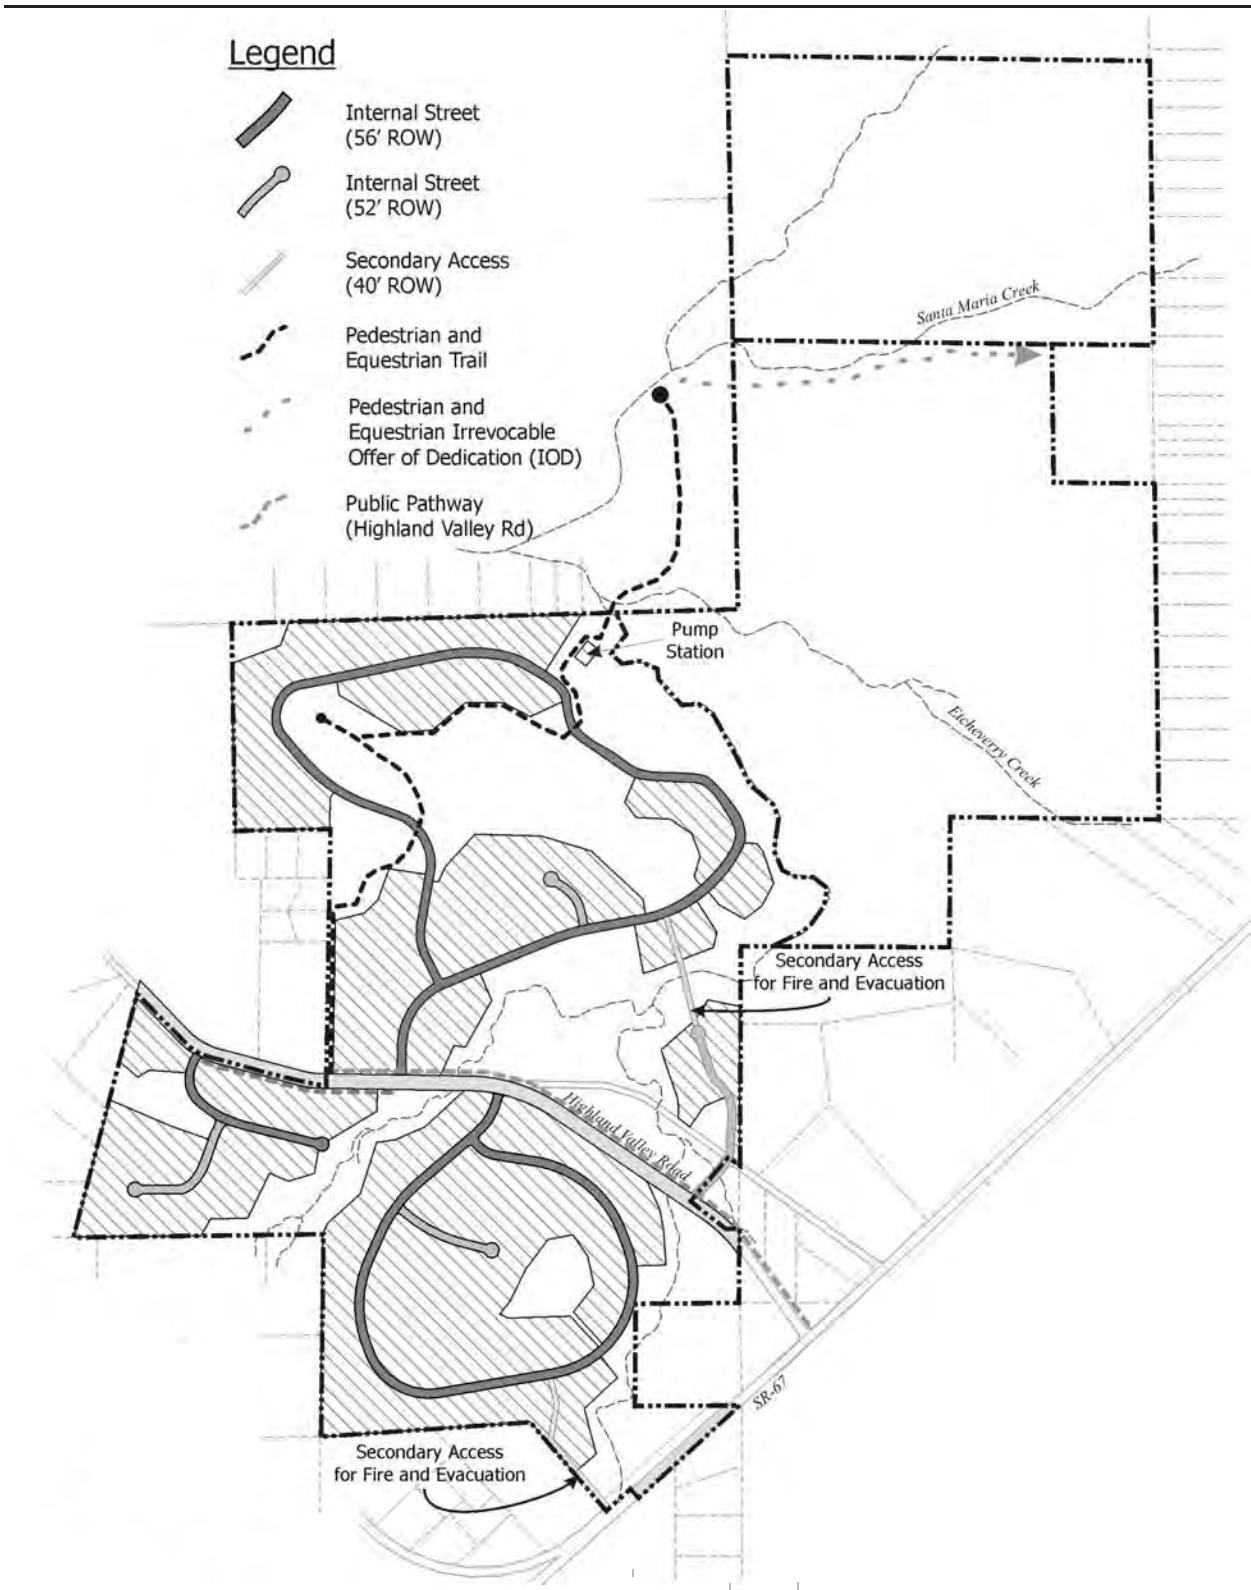 Legend
Internal Street
(56' ROW)
Internal Street
(52' ROW)
Secondary Access
(40' ROW)
Pedestrian and
Equestrian Trail
Pedestrian and
Equestrian Irrevocable
Offer of Dedication (IOD)
Public Pathway
(Highland Valley Rd)
Santa Maria Creek
Pump
Station
Etcheverry Creek
Secondary Access
for Fire and Evacuation
Highland Valley Road
SR-67
Secondary Access
for Fire and Evacuation